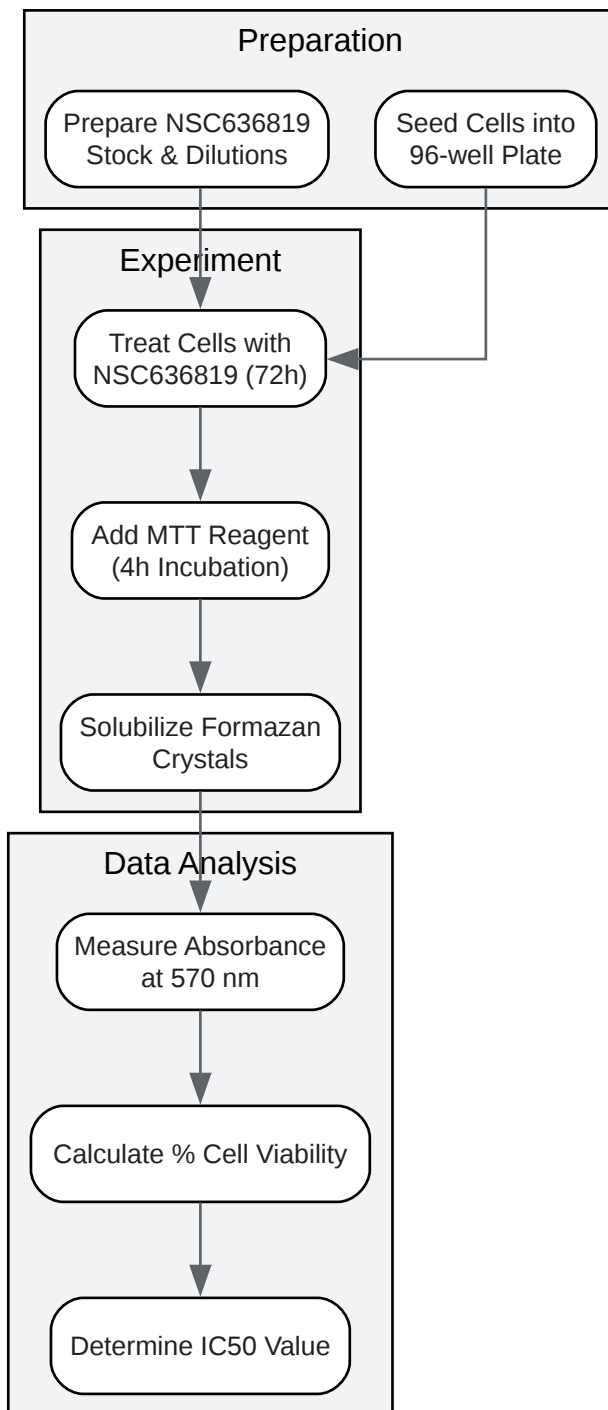 Preparation
Prepare NSC636819
Stock & Dilutions
Seed Cells into
96-well Plate
Experiment
Treat Cells with
NSC636819 (72h)
Add MTT Reagent
(4h Incubation)
Solubilize Formazan
Crystals
Data Analysis
Measure Absorbance
at 570 nm
Calculate % Cell Viability
Determine IC50 Value